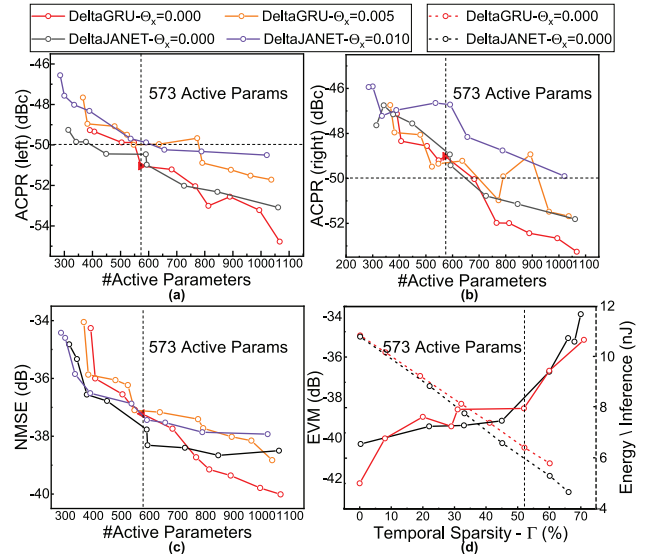 DeltaGRU-Θx=0.000 DeltaGRU-Θx=0.005 DeltaGRU-Θx=0.000
DeltaJANET-Θx=0.000 DeltaJANET-Θx=0.010 DeltaJANET-Θx=0.000
ACPR (left) (dBc)
-46
-48
-50
-52
-54
573 Active Params
300 400 500 600 700 800 900 1000 1100
#Active Parameters
(a)
ACPR (right) (dBc)
-46
-48
-50
-52
573 Active Params
200 300 400 500 600 700 800 900 1000 1100
#Active Parameters
(b)
NMSE (dB)
-34
-36
-38
-40
573 Active Params
300 400 500 600 700 800 900 1000 1100
#Active Parameters
(c)
EVM (dB)
-34
-36
-38
-40
-42
573 Active Params
12
10
8
6
4
Energy \ Inference (nJ)
0 10 20 30 40 50 60 70
Temporal Sparsity - Γ (%)
(d)